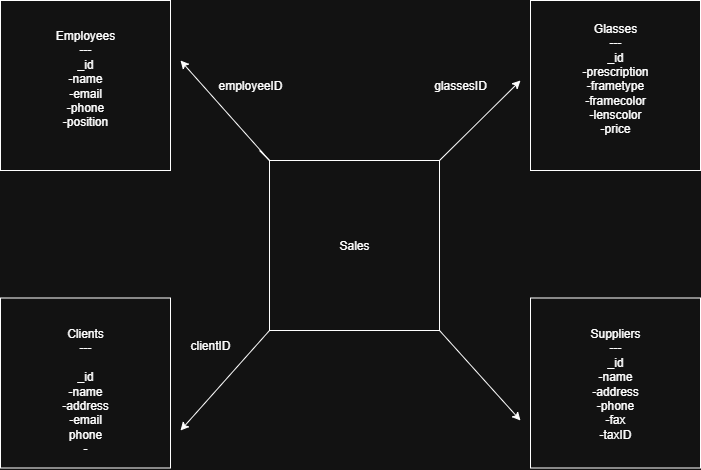 Employees
---
_id
-name
-email
-phone
-position
employeeID
glassesID
Glasses
---
_id
-prescription
-frametype
-framecolor
-lenscolor
-price
Sales
Clients
---
_id
-name
-address
-email
phone
-
clientID
Suppliers
---
_id
-name
-address
-phone
-fax
-taxID